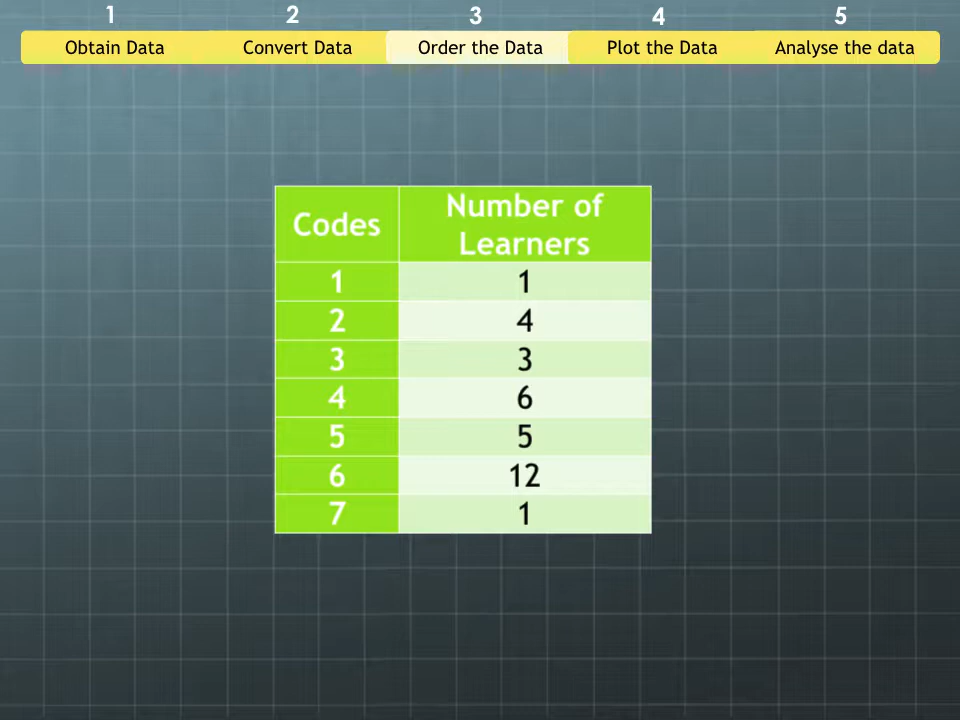 1 2 3 4 5
Obtain Data Convert Data Order the Data Plot the Data Analyse the data
Codes Number of
Learners
1 1
2 4
3 3
4 6
5 5
6 12
7 1